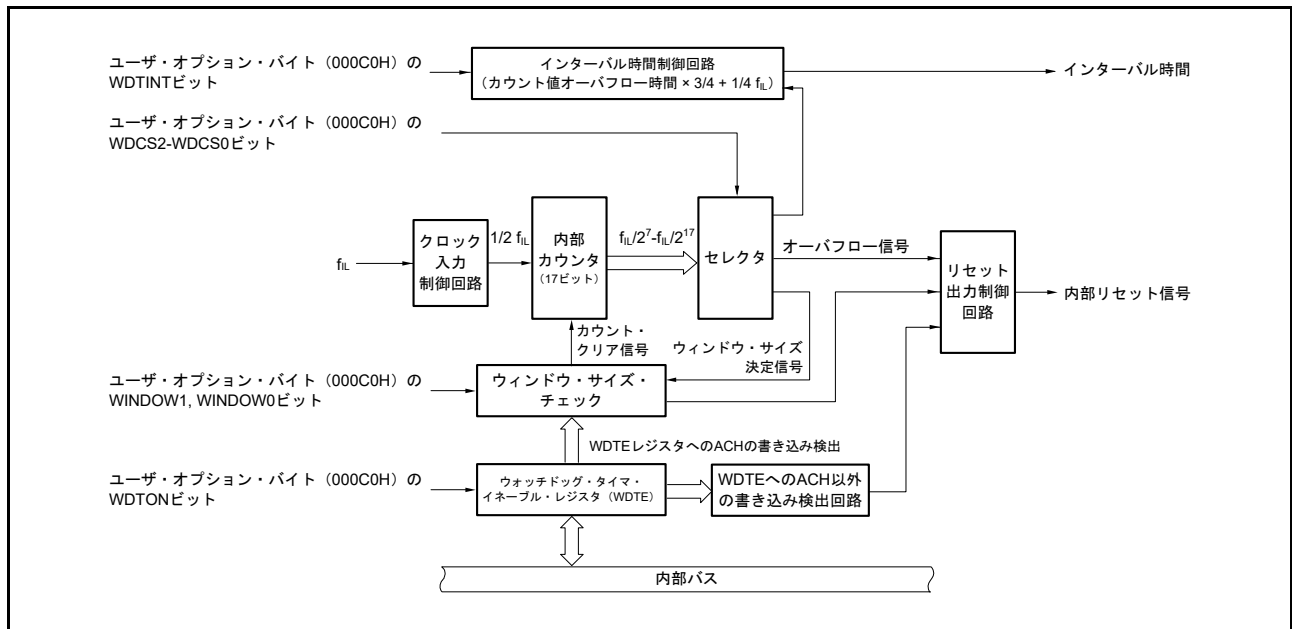 ユーザ・オプション・バイト（000C0H）の
WDTINTビット
インターバル時間制御回路
（カウント値オーバフロー時間 × 3/4 + 1/4 fIL）
インターバル時間
ユーザ・オプション・バイト（000C0H）の
WDCS2-WDCS0ビット
fIL
クロック
入力
制御回路
1/2 fIL
内部
カウンタ
（17ビット）
fIL/2^7-fIL/2^17
セレクタ
オーバフロー信号
リセット
出力制御
回路
内部リセット信号
カウント・
クリア信号
ウィンドウ・サイズ
決定信号
ユーザ・オプション・バイト（000C0H）の
WINDOW1, WINDOW0ビット
ウィンドウ・サイズ・
チェック
WDTEレジスタへのACHの書き込み検出
ユーザ・オプション・バイト（000C0H）の
WDTONビット
ウォッチドッグ・タイマ・
イネーブル・レジスタ（WDTE）
WDTEへのACH以外
の書き込み検出回路
内部バス